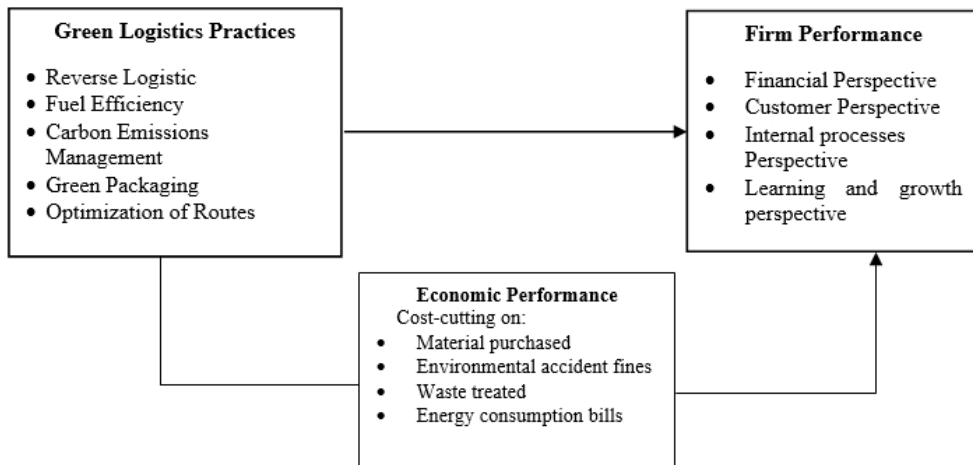 Green Logistics Practices
• Reverse Logistic
• Fuel Efficiency
• Carbon Emissions
Management
• Green Packaging
• Optimization of Routes
Firm Performance
• Financial Perspective
• Customer Perspective
• Internal processes
Perspective
• Learning and growth
perspective
Economic Performance
Cost-cutting on:
• Material purchased
• Environmental accident fines
• Waste treated
• Energy consumption bills